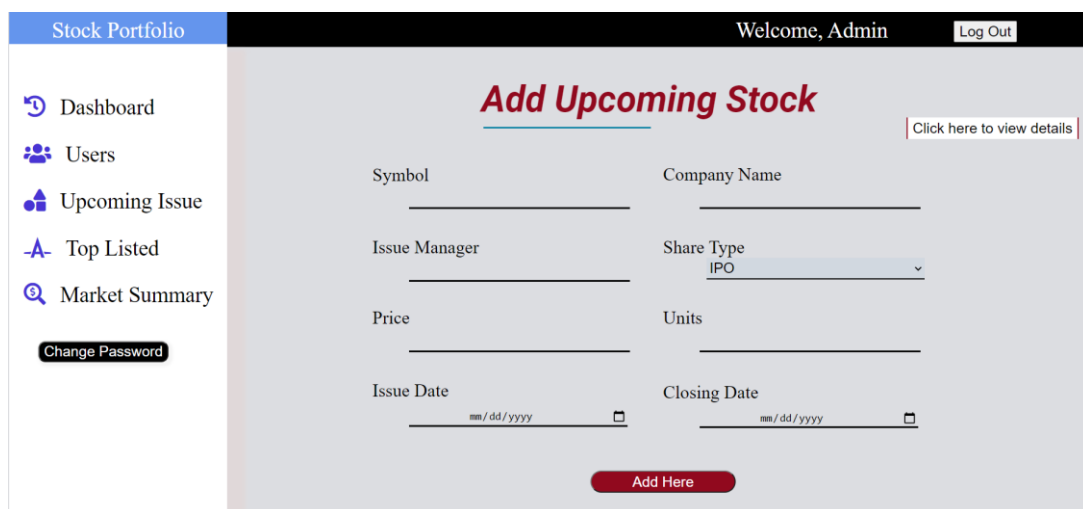 Stock Portfolio
Welcome, Admin
Log Out
Dashboard
Users
Upcoming Issue
Top Listed
Market Summary
Change Password
Add Upcoming Stock
Click here to view details
Symbol
Company Name
Issue Manager
Share Type
IPO
Price
Units
Issue Date
Closing Date
mm/dd/yyyy
mm/dd/yyyy
Add Here